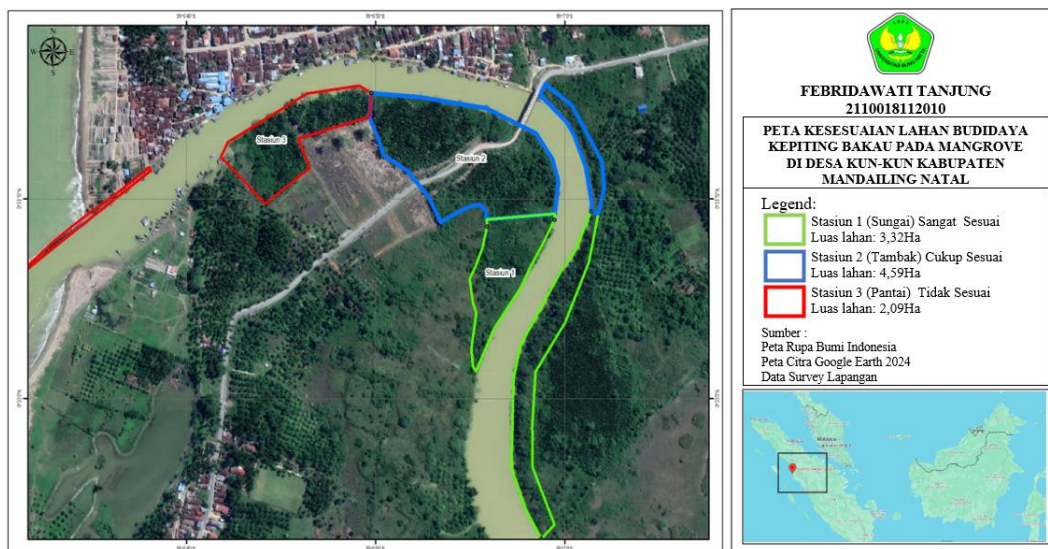 N
W E
S
Stasiun 3
Stasiun 2
Stasiun 1
FEBRIDAWATI TANJUNG
2110018112010
PETA KESESUAIAN LAHAN BUDIDAYA
KEPITING BAKAU PADA MANGROVE
DI DESA KUN-KUN KABUPATEN
MANDAILING NATAL
Legend:
Stasiun 1 (Sungai) Sangat Sesuai
Luas lahan: 3,32Ha
Stasiun 2 (Tambak) Cukup Sesuai
Luas lahan: 4,59Ha
Stasiun 3 (Pantai) Tidak Sesuai
Luas lahan: 2,09Ha
Sumber :
Peta Rupa Bumi Indonesia
Peta Citra Google Earth 2024
Data Survey Lapangan
Malaysia